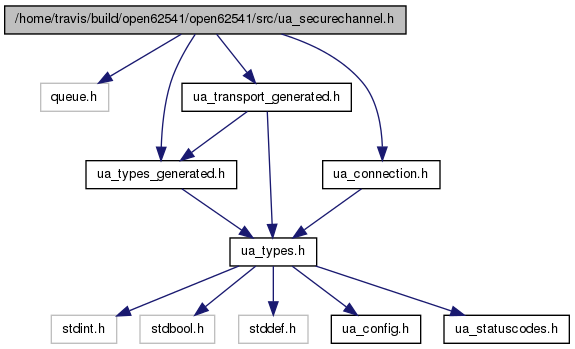 /home/travis/build/open62541/open62541/src/ua_securechannel.h
queue.h
ua_transport_generated.h
ua_types_generated.h
ua_connection.h
ua_types.h
stdint.h
stdbool.h
stddef.h
ua_config.h
ua_statuscodes.h